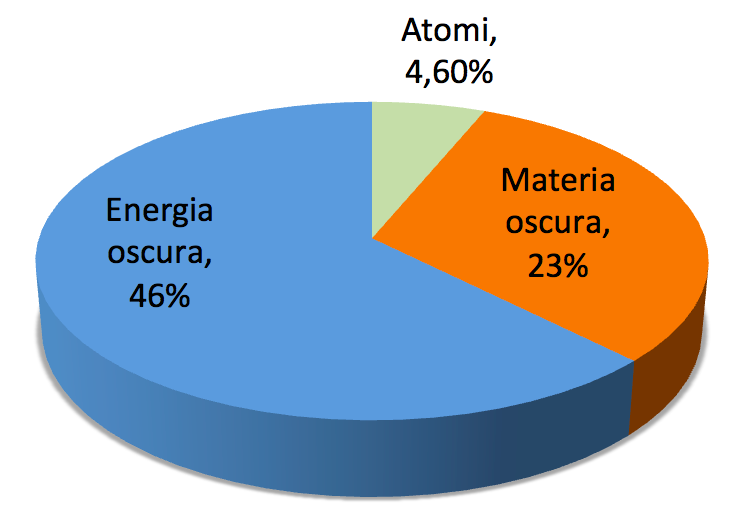 Atomi,
4,60%
Materia
oscura,
23%
Energia
oscura,
46%